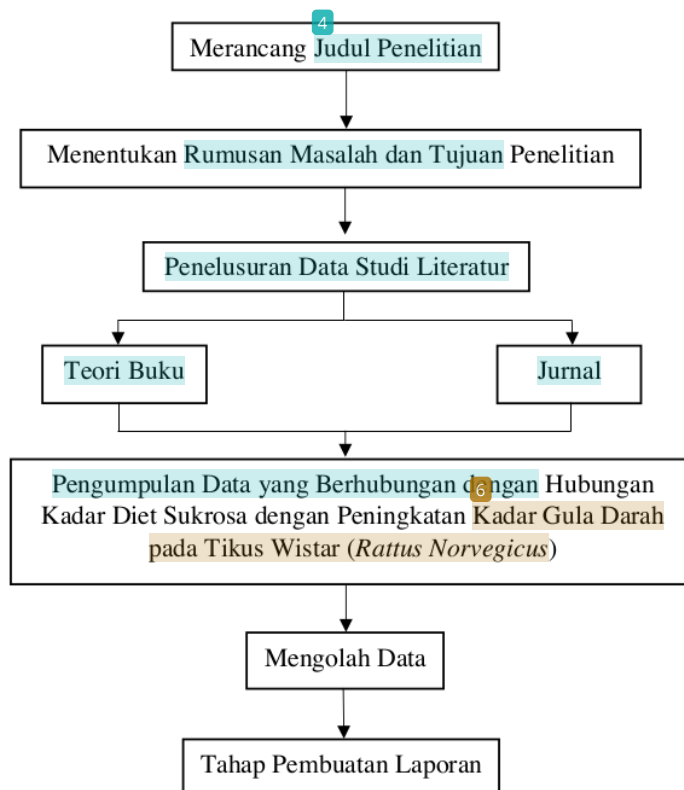 4
Merancang Judul Penelitian
Menentukan Rumusan Masalah dan Tujuan Penelitian
Penelusuran Data Studi Literatur
Teori Buku
Jurnal
Pengumpulan Data yang Berhubungan dengan Hubungan
6
Kadar Diet Sukrosa dengan Peningkatan Kadar Gula Darah
pada Tikus Wistar (Rattus Norvegicus)
Mengolah Data
Tahap Pembuatan Laporan